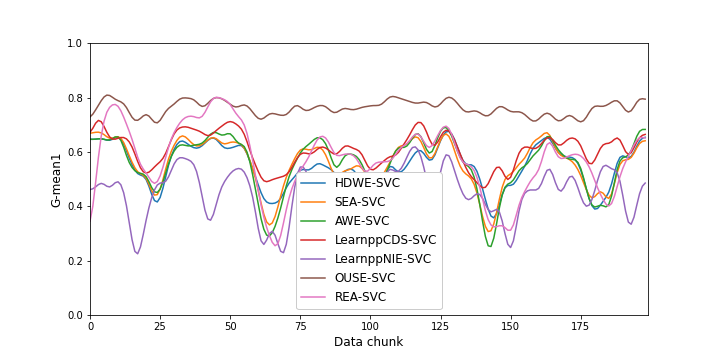 1.0
0.8
0.6
0.4
0.2
0.0
G-mean1
HDWE-SVC
SEA-SVC
AWE-SVC
LearnppCDS-SVC
LearnppNIE-SVC
OUSE-SVC
REA-SVC
0 25 50 75 100 125 150 175
Data chunk